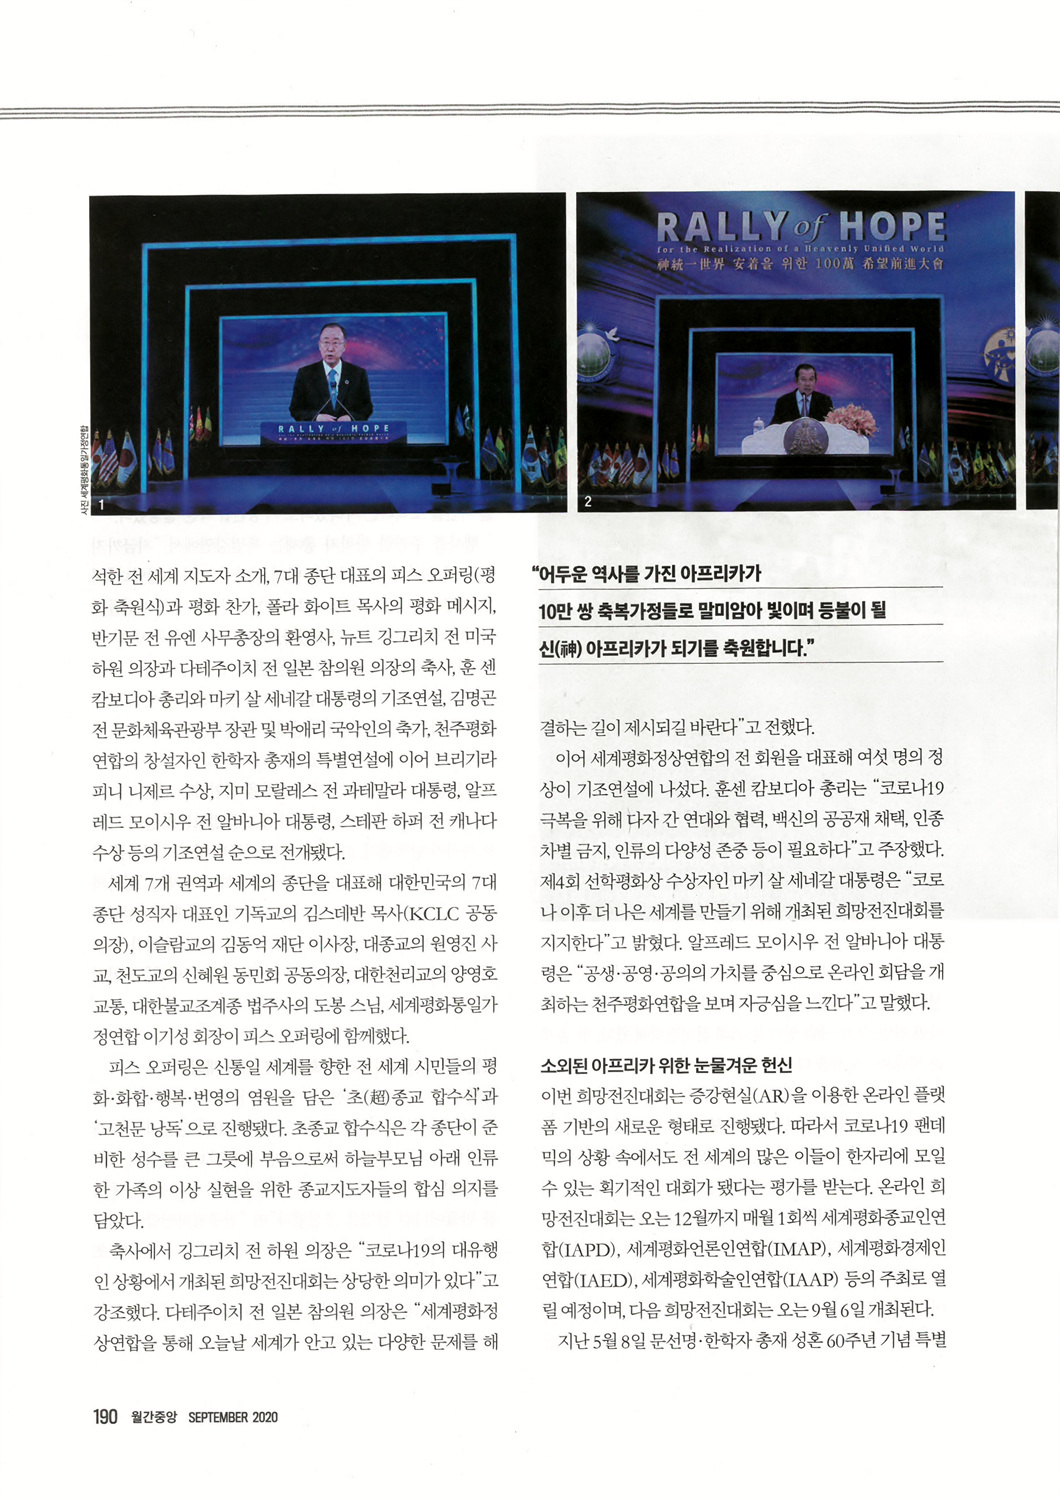 RALLY of HOPE
for the Realization of a Heavenly Unified World
神統一世界 安着을 위한 100萬 希望前進大會
RALLY of HOPE
1
2
사진 세계평화통일가정연합
석한 전 세계 지도자 소개, 7대 종단 대표의 피스 오퍼링(평
화 축원식)과 평화 찬가, 폴라 화이트 목사의 평화 메시지,
반기문 전 유엔 사무총장의 환영사, 뉴트 깅그리치 전 미국
하원 의장과 다테주이치 전 일본 참의원 의장의 축사, 훈 센
캄보디아 총리와 마키 살 세네갈 대통령의 기조연설, 김명곤
전 문화체육관광부 장관 및 박애리 국악인의 축가, 천주평화
연합의 창설자인 한학자 총재의 특별연설에 이어 브리기라
피니 니제르 수상, 지미 모랄레스 전 과테말라 대통령, 알프
레드 모이시우 전 알바니아 대통령, 스테판 하퍼 전 캐나다
수상 등의 기조연설 순으로 전개됐다.
세계 7개 권역과 세계의 종단을 대표해 대한민국의 7대
종단 성직자 대표인 기독교의 김스데반 목사(KCLC 공동
의장), 이슬람교의 김동억 재단 이사장, 대종교의 원영진 사
교, 천도교의 신혜원 동민회 공동의장, 대한천리교의 양영호
교통, 대한불교조계종 법주사의 도봉 스님, 세계평화통일가
정연합 이기성 회장이 피스 오퍼링에 함께했다.
피스 오퍼링은 신통일 세계를 향한 전 세계 시민들의 평
화·화합·행복·번영의 염원을 담은 ‘초(超)종교 합수식’과
‘고천문 낭독’으로 진행됐다. 초종교 합수식은 각 종단이 준
비한 성수를 큰 그릇에 부음으로써 하늘부모님 아래 인류
한 가족의 이상 실현을 위한 종교지도자들의 합심 의지를
담았다.
축사에서 깅그리치 전 하원 의장은 “코로나19의 대유행
인 상황에서 개최된 희망전진대회는 상당한 의미가 있다”고
강조했다. 다테주이치 전 일본 참의원 의장은 “세계평화정
상연합을 통해 오늘날 세계가 안고 있는 다양한 문제를 해
“어두운 역사를 가진 아프리카가
10만 쌍 축복가정들로 말미암아 빛이며 등불이 될
신(神) 아프리카가 되기를 축원합니다.”
결하는 길이 제시되길 바란다”고 전했다.
이어 세계평화정상연합의 전 회원을 대표해 여섯 명의 정
상이 기조연설에 나섰다. 훈센 캄보디아 총리는 “코로나19
극복을 위해 다자 간 연대와 협력, 백신의 공공재 채택, 인종
차별 금지, 인류의 다양성 존중 등이 필요하다”고 주장했다.
제4회 선학평화상 수상자인 마키 살 세네갈 대통령은 “코로
나 이후 더 나은 세계를 만들기 위해 개최된 희망전진대회를
지지한다”고 밝혔다. 알프레드 모이시우 전 알바니아 대통
령은 “공생·공영·공의의 가치를 중심으로 온라인 회담을 개
최하는 천주평화연합을 보며 자긍심을 느낀다”고 말했다.
소외된 아프리카 위한 눈물겨운 헌신
이번 희망전진대회는 증강현실(AR)을 이용한 온라인 플랫
폼 기반의 새로운 형태로 진행됐다. 따라서 코로나19 팬데
믹의 상황 속에서도 전 세계의 많은 이들이 한자리에 모일
수 있는 획기적인 대회가 됐다는 평가를 받는다. 온라인 희
망전진대회는 오는 12월까지 매월 1회씩 세계평화종교인연
합(IAPD), 세계평화언론인연합(IMAP), 세계평화경제인
연합(IAED), 세계평화학술인연합(IAAP) 등의 주최로 열
릴 예정이며, 다음 희망전진대회는 오는 9월 6일 개최된다.
지난 5월 8일 문선명·한학자 총재 성혼 60주년 기념 특별
190 월간중앙 SEPTEMBER 2020